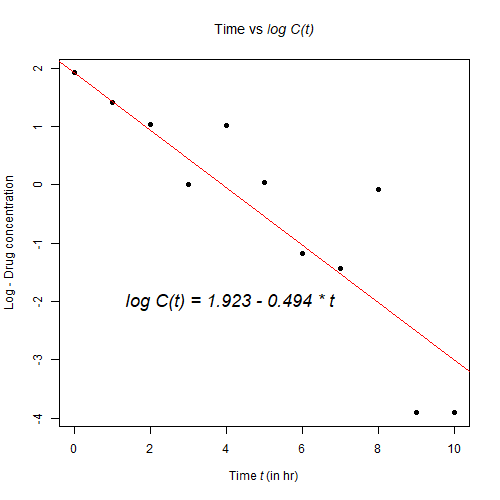 Time vs log C(t)
2
1
0
-1
-2
-3
-4
Log - Drug concentration
log C(t) = 1.923 - 0.494 * t
0 2 4 6 8 10
Time t (in hr)